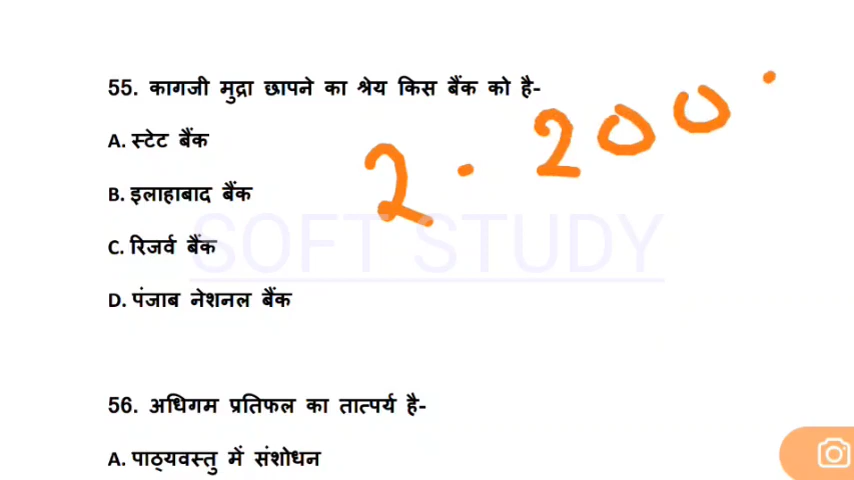 55. कागजी मुद्रा छापने का श्रेय किस बैंक को है-
2. 200.
A. स्टेट बैंक
B. इलाहाबाद बैंक
SOFT STUDY
C. रिजर्व बैंक
D. पंजाब नेशनल बैंक
56. अधिगम प्रतिफल का तात्पर्य है-
A. पाठ्यवस्तु में संशोधन